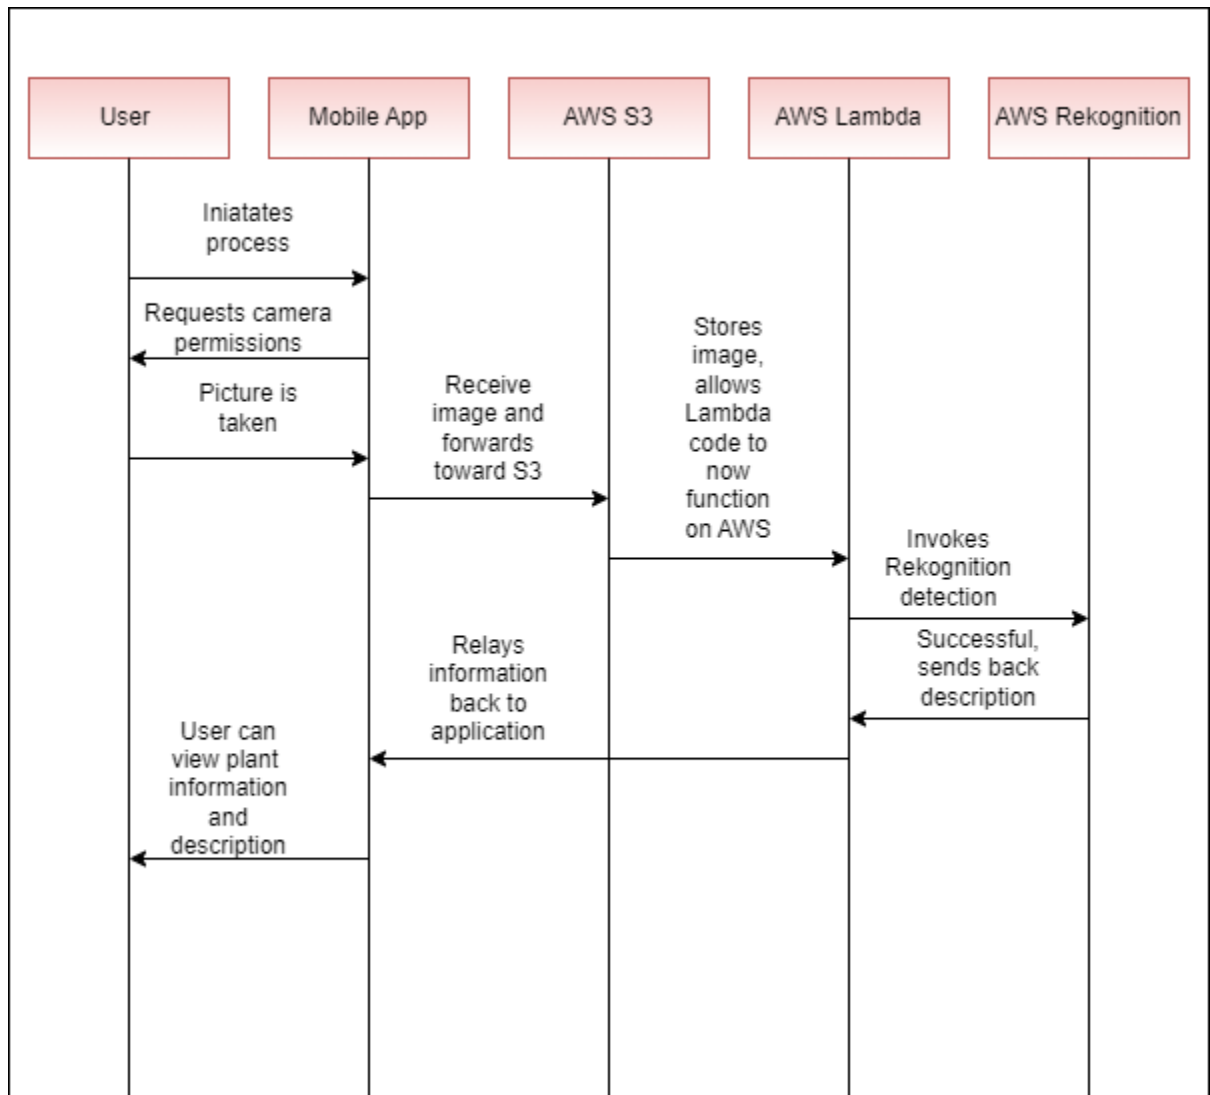 User
Mobile App
AWS S3
AWS Lambda
AWS Rekognition
Iniatates
process
Requests camera
permissions
Picture is
taken
Receive
image and
forwards
toward S3
Stores
image,
allows
Lambda
code to
now
function
on AWS
Invokes
Rekognition
detection
Successful,
sends back
description
Relays
information
back to
application
User can
view plant
information
and
description